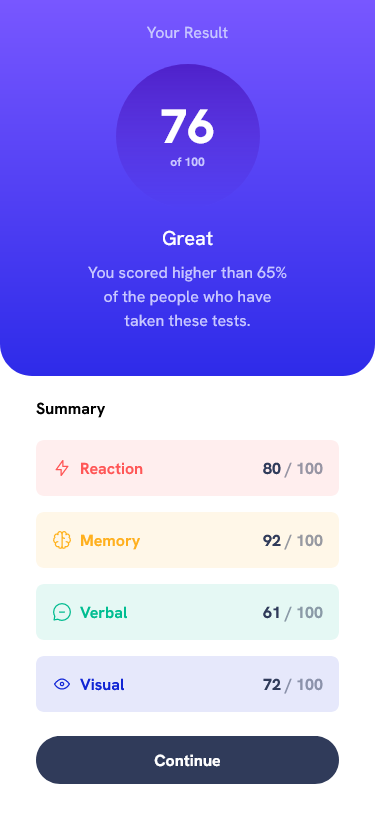 Your Result
76
of 100
Great
You scored higher than 65%
of the people who have
taken these tests.
Summary
Reaction 80 / 100
Memory 92 / 100
Verbal 61 / 100
Visual 72 / 100
Continue